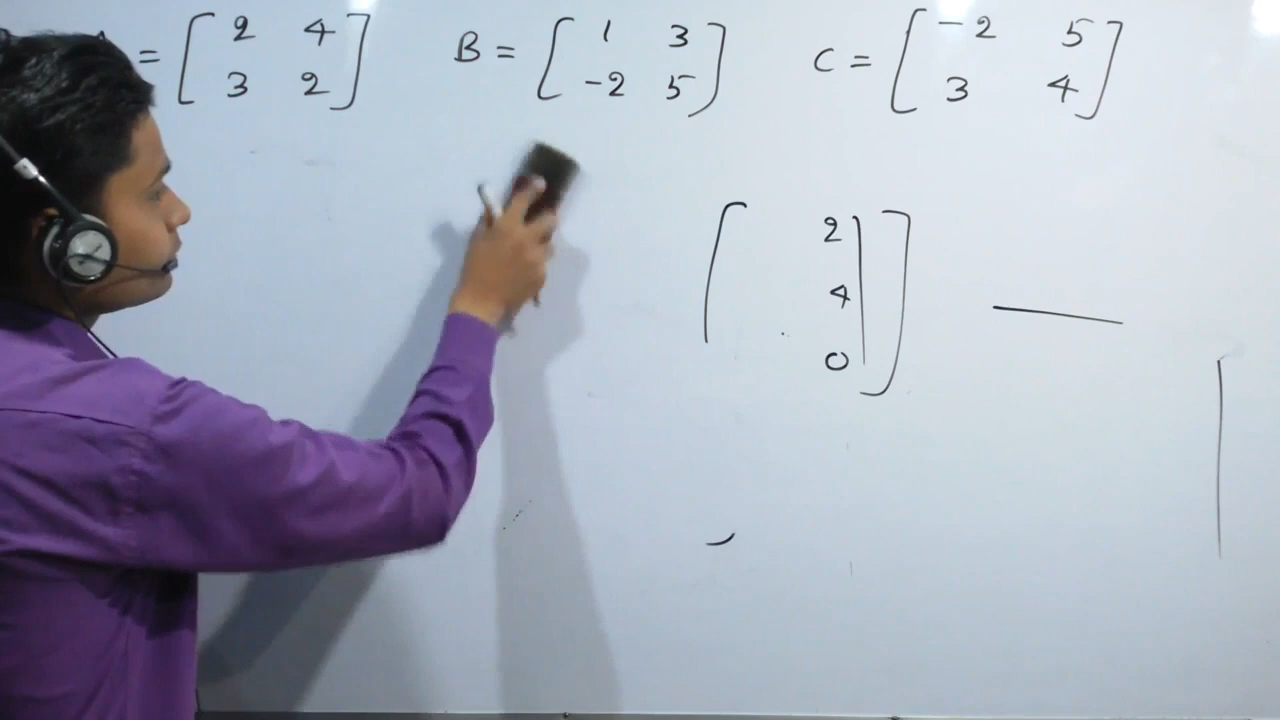 = [ 2 4 B = [ 1 3 C = [ -2 5
3 2 ] -2 5 ] 3 4 ]
[ 2
4
0 ]